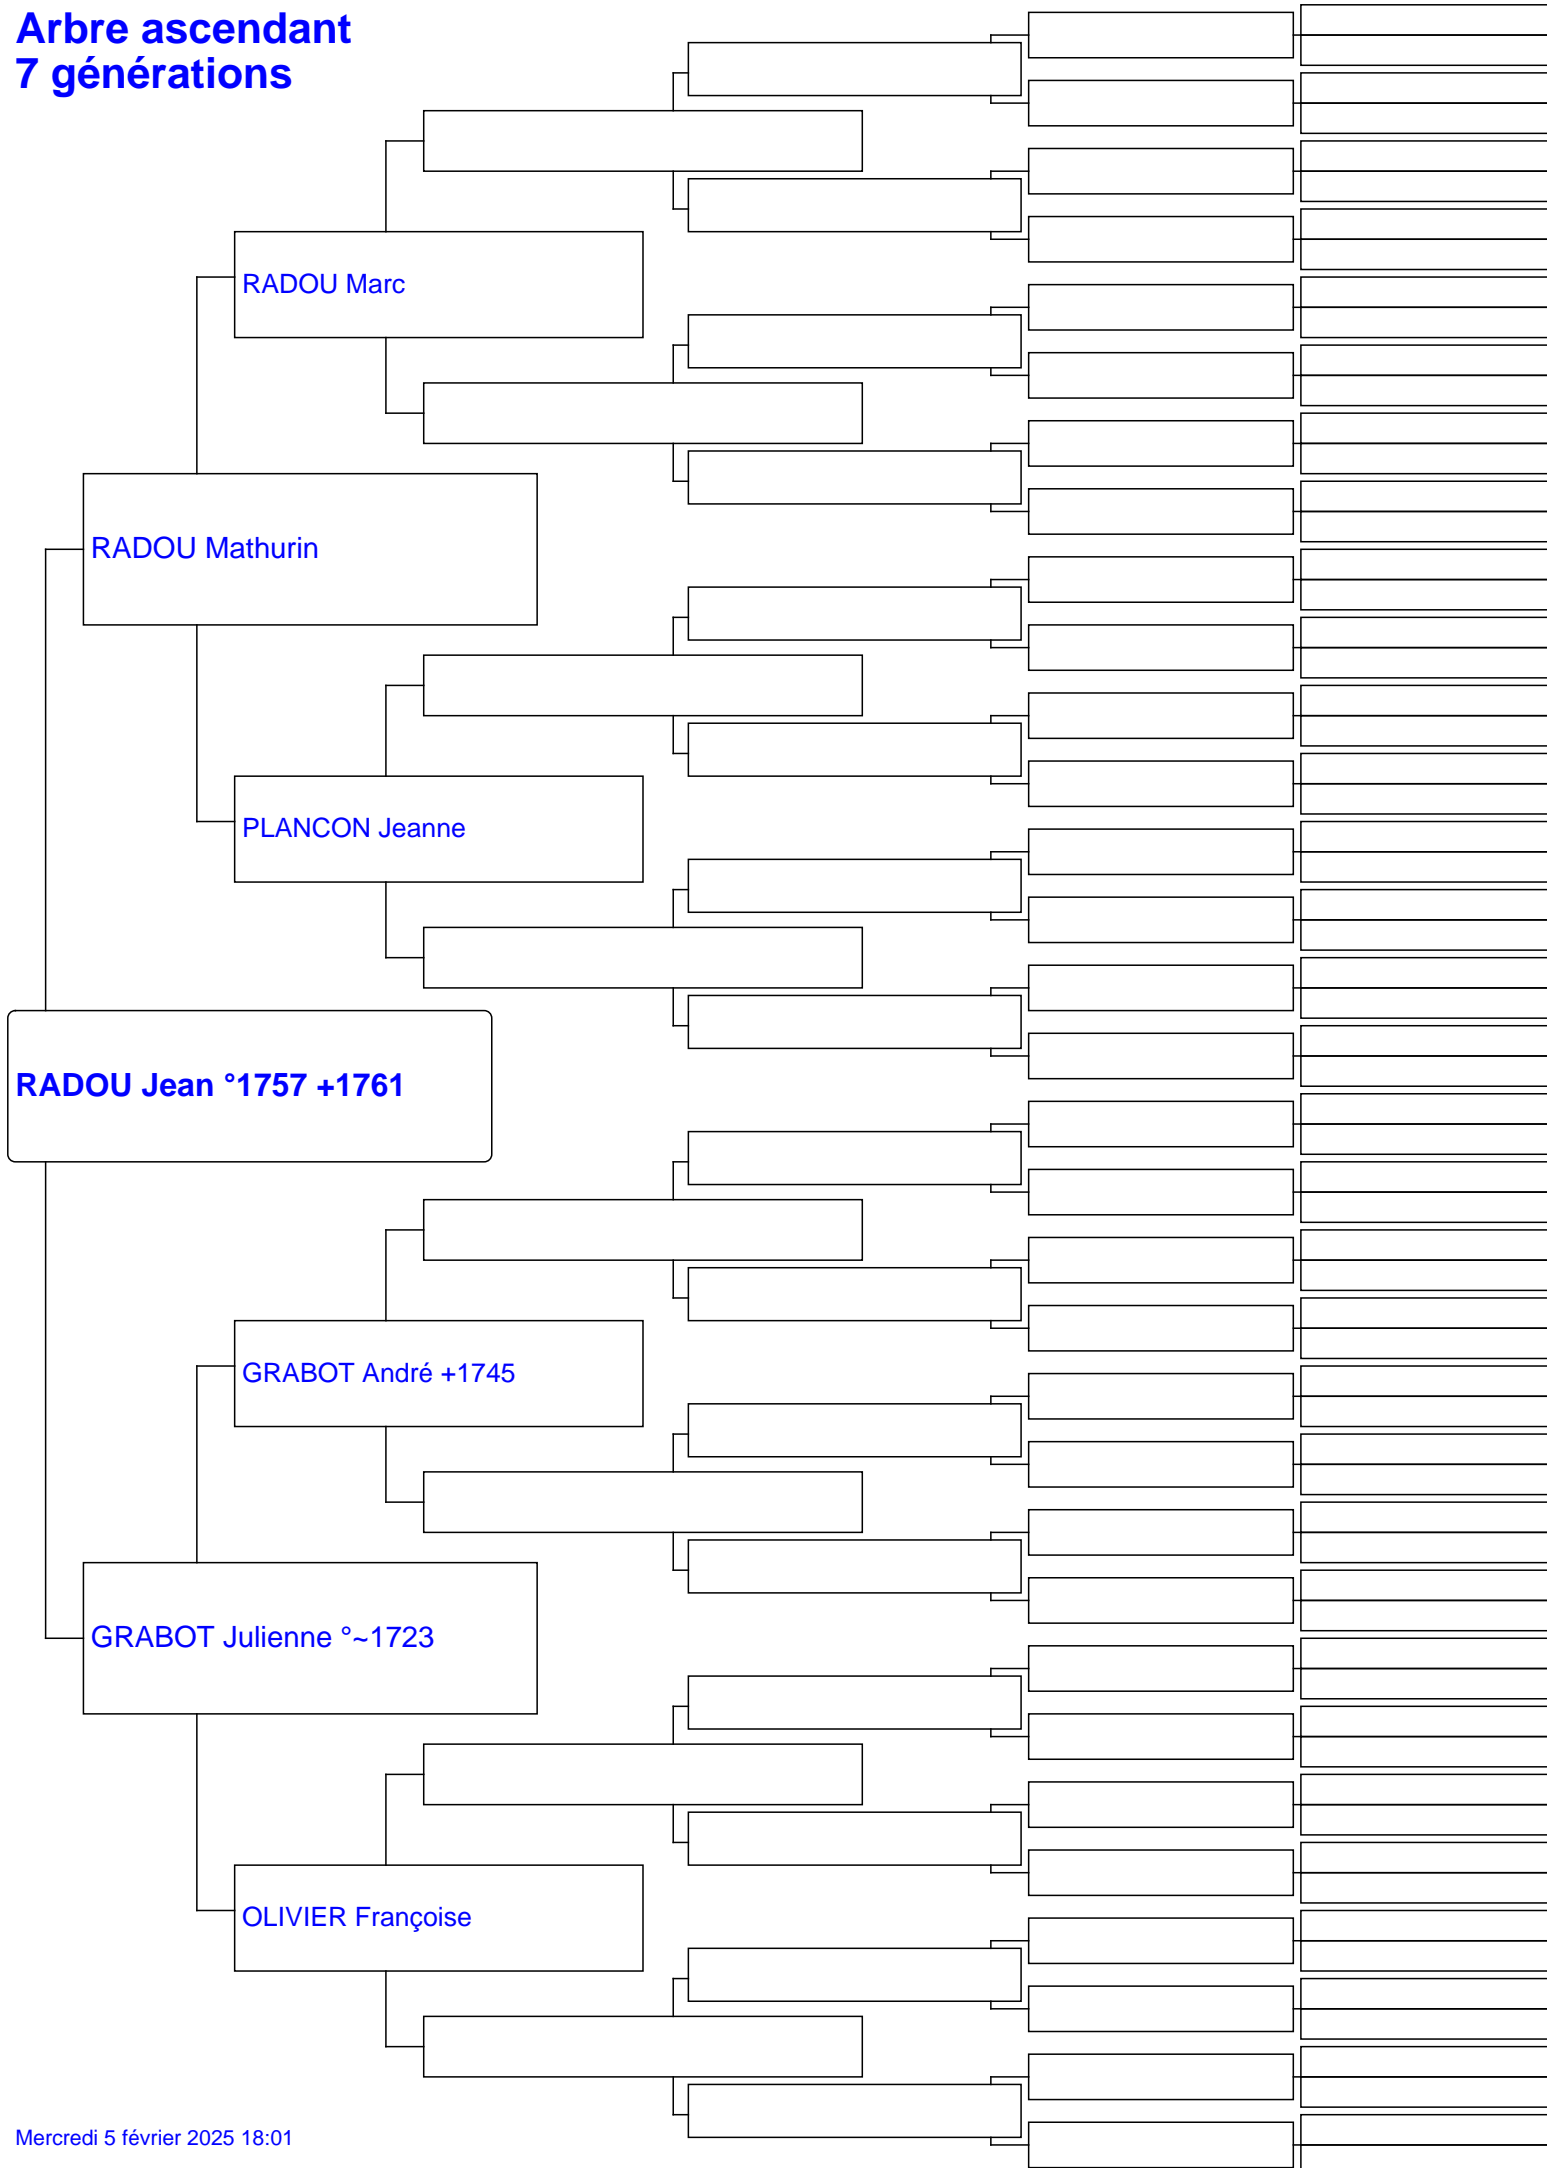 Arbre ascendant
7 générations
RADOU Marc
RADOU Mathurin
PLANCON Jeanne
RADOU Jean °1757 +1761
GRABOT André +1745
GRABOT Julienne °~1723
OLIVIER Françoise
Mercredi 5 février 2025 18:01